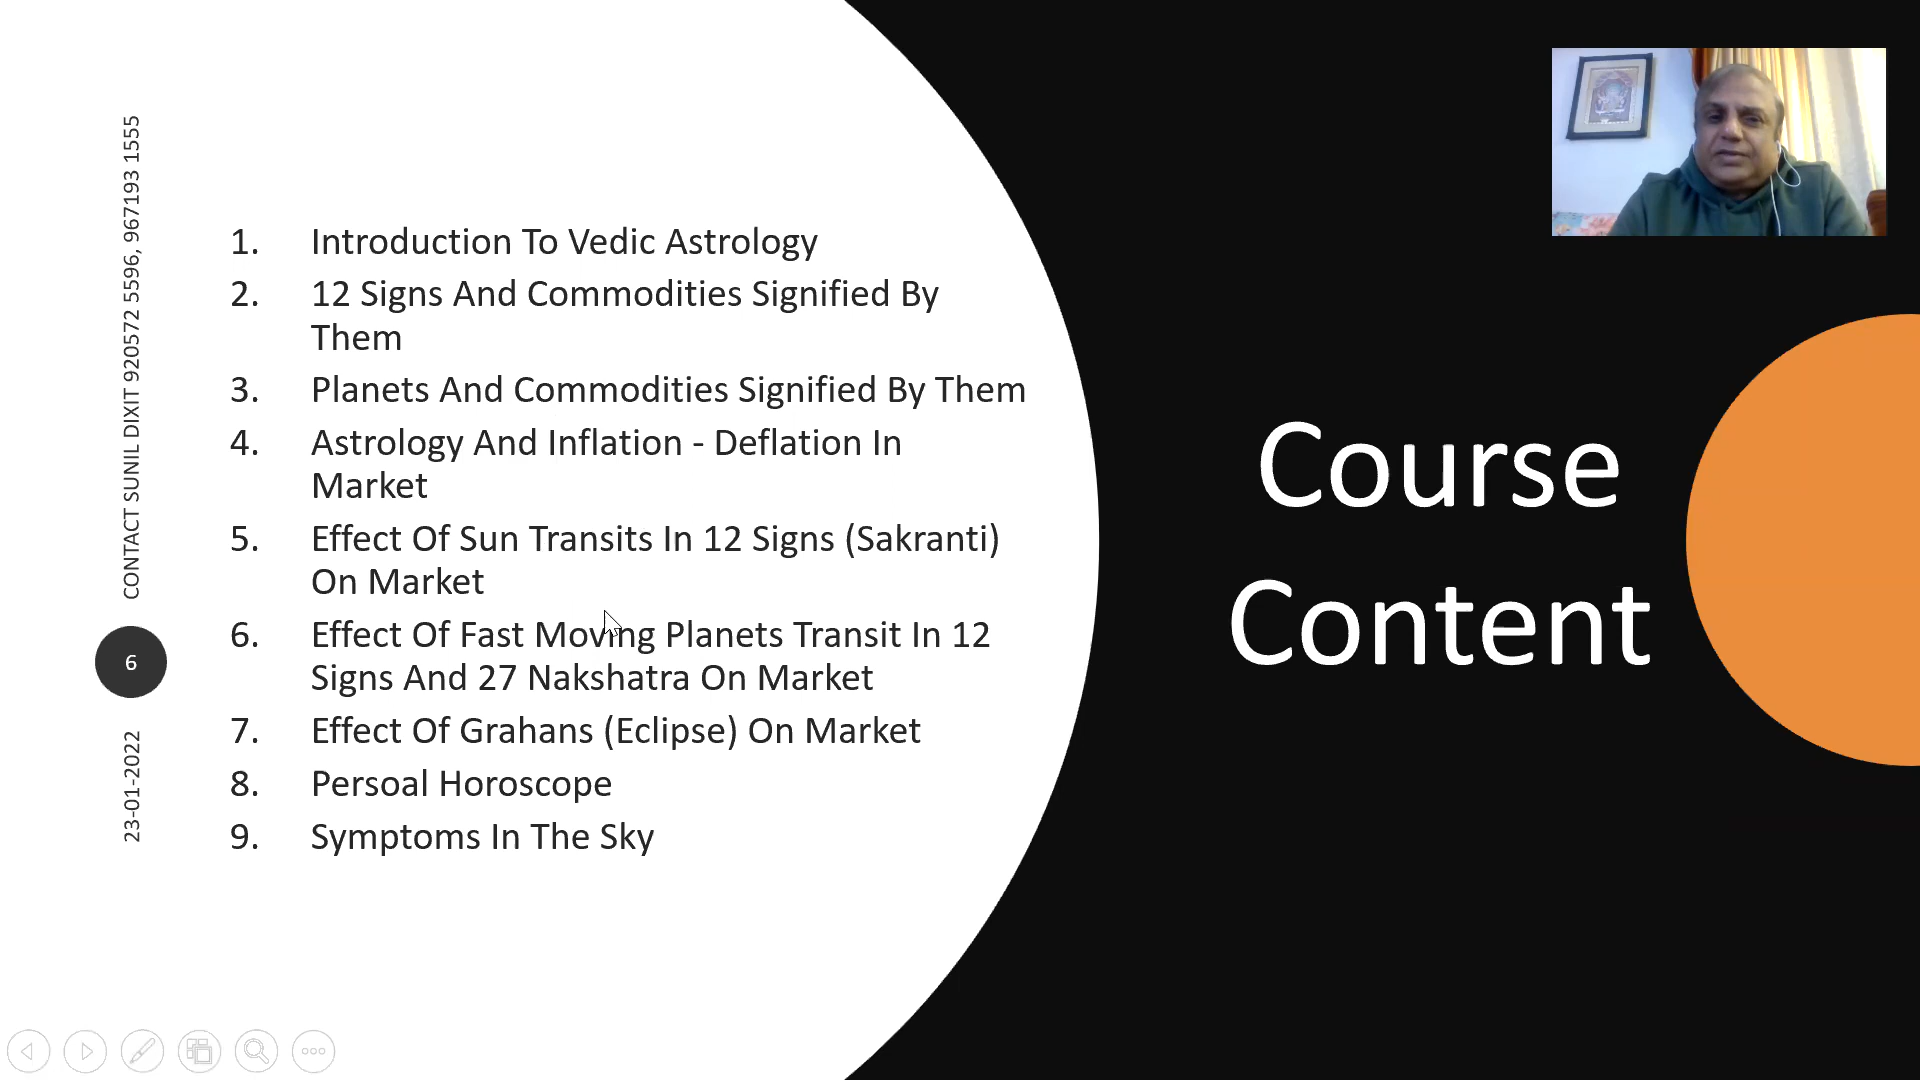 CONTACT SUNIL DIXIT 920572 5596, 967193 1555
6
23-01-2022
1. Introduction To Vedic Astrology
2. 12 Signs And Commodities Signified By
Them
3. Planets And Commodities Signified By Them
4. Astrology And Inflation - Deflation In
Market
5. Effect Of Sun Transits In 12 Signs (Sakranti)
On Market
6. Effect Of Fast Moving Planets Transit In 12
Signs And 27 Nakshatra On Market
7. Effect Of Grahans (Eclipse) On Market
8. Persoal Horoscope
9. Symptoms In The Sky
Course
Content